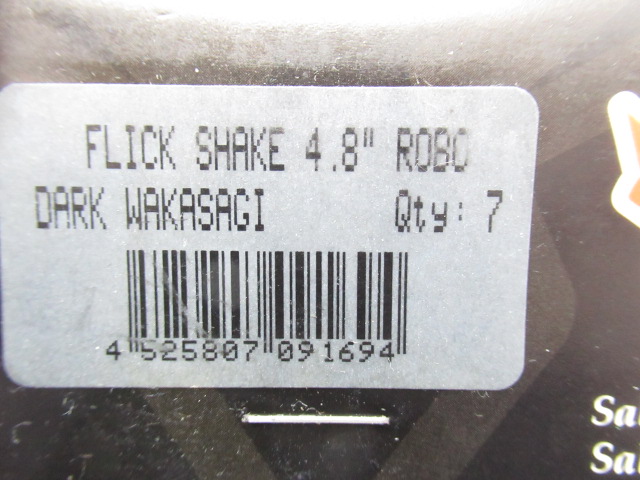 FLICK SHAKE 4.8" ROBO
DARK WAKASAGI Qty: 7
4 525807 091694